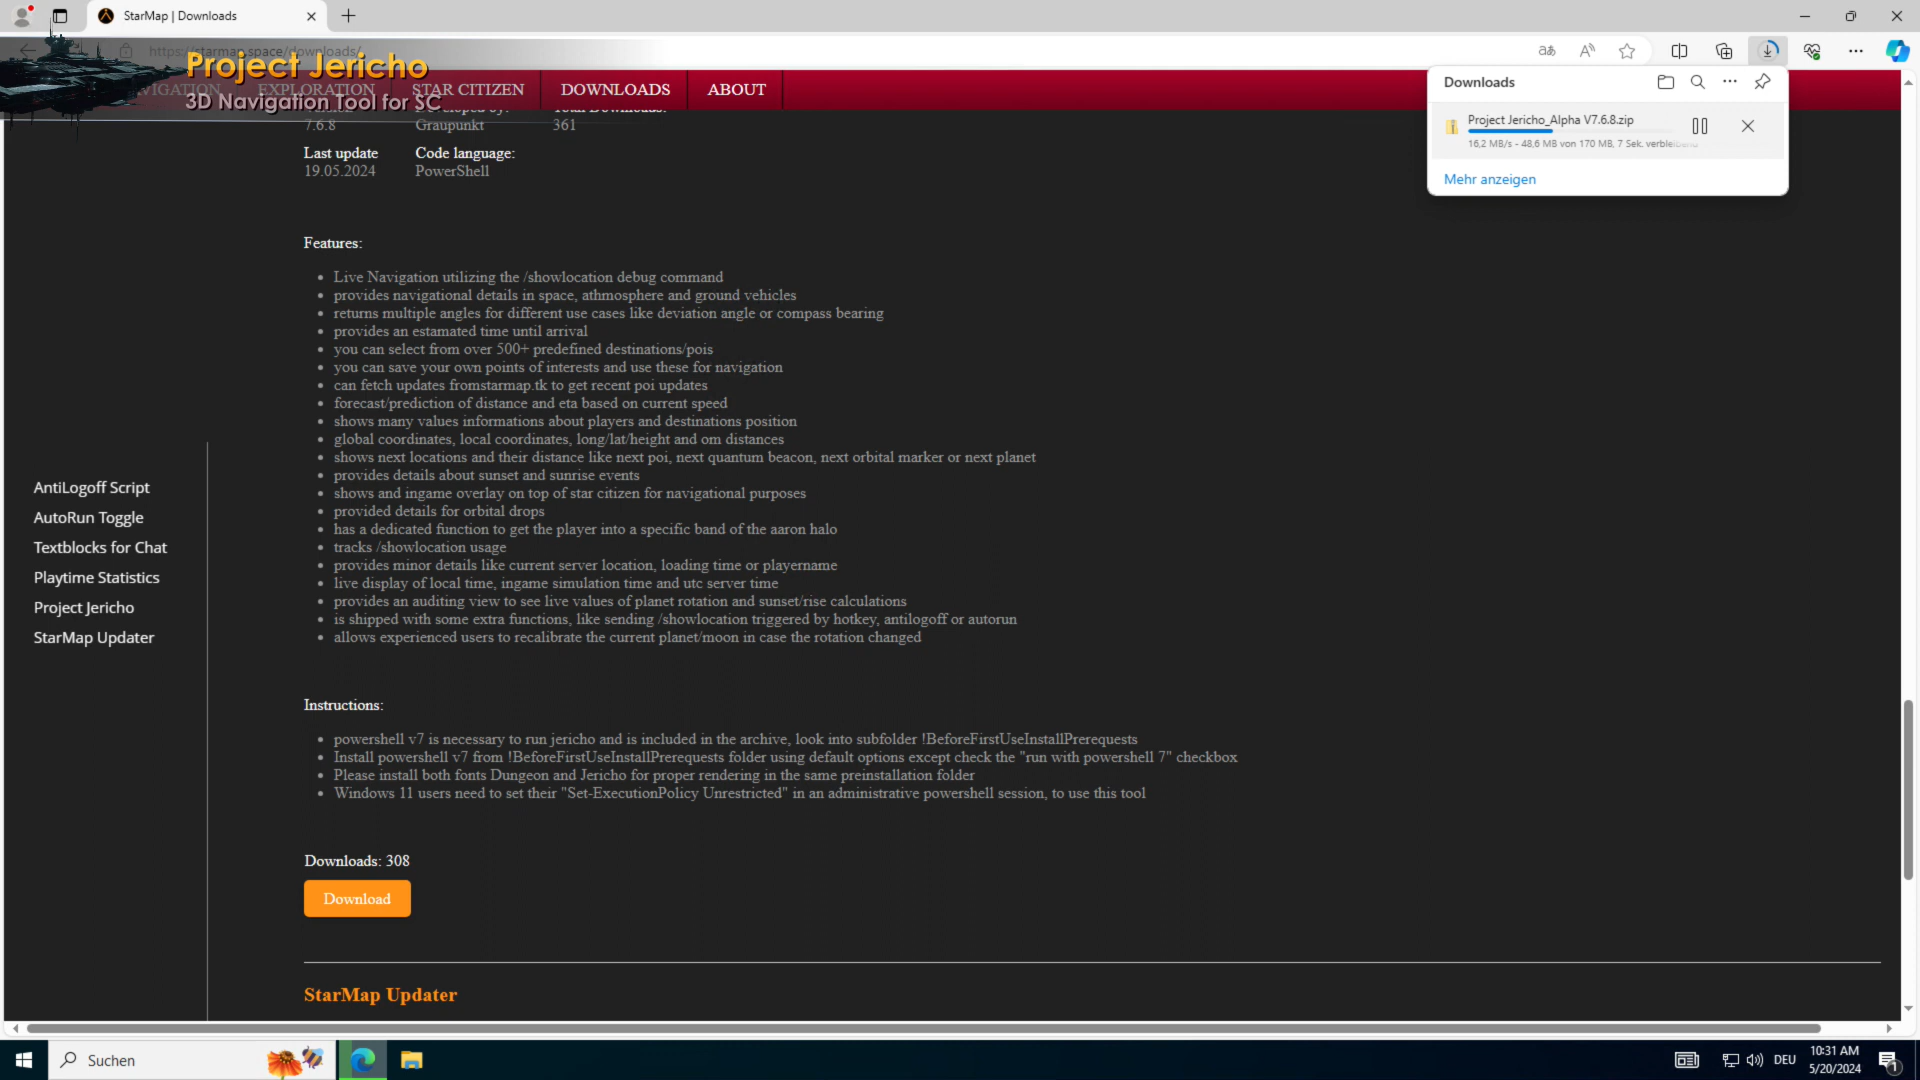 StarMap | Downloads
https://starmap.space/downloads/
Project Jericho
3D Navigation Tool for SC
EXPLORATION
STAR CITIZEN
DOWNLOADS
ABOUT
Downloads
Project Jericho_Alpha V7.6.8.zip
16,2 MB/s - 48,6 MB von 170 MB, 7 Sek. verbleibend
Mehr anzeigen
7.6.8
Graupunkt
361
Last update
Code language:
19.05.2024
PowerShell
Features:
Live Navigation utilizing the /showlocation debug command
provides navigational details in space, athmosphere and ground vehicles
returns multiple angles for different use cases like deviation angle or compass bearing
provides an estamated time until arrival
you can select from over 500+ predefined destinations/pois
you can save your own points of interests and use these for navigation
can fetch updates fromstarmap.tk to get recent poi updates
forecast/prediction of distance and eta based on current speed
shows many values informations about players and destinations position
global coordinates, local coordinates, long/lat/height and om distances
shows next locations and their distance like next poi, next quantum beacon, next orbital marker or next planet
provides details about sunset and sunrise events
shows and ingame overlay on top of star citizen for navigational purposes
provided details for orbital drops
has a dedicated function to get the player into a specific band of the aaron halo
tracks /showlocation usage
provides minor details like current server location, loading time or playername
live display of local time, ingame simulation time and utc server time
provides an auditing view to see live values of planet rotation and sunset/rise calculations
is shipped with some extra functions, like sending /showlocation triggered by hotkey, antilogoff or autorun
allows experienced users to recalibrate the current planet/moon in case the rotation changed
AntiLogoff Script
AutoRun Toggle
Textblocks for Chat
Playtime Statistics
Project Jericho
StarMap Updater
Instructions:
powershell v7 is necessary to run jericho and is included in the archive, look into subfolder !BeforeFirstUseInstallPrerequests
Install powershell v7 from !BeforeFirstUseInstallPrerequests folder using default options except check the "run with powershell 7" checkbox
Please install both fonts Dungeon and Jericho for proper rendering in the same preinstallation folder
Windows 11 users need to set their "Set-ExecutionPolicy Unrestricted" in an administrative powershell session, to use this tool
Downloads: 308
Download
StarMap Updater
Suchen
DEU
10:31 AM
5/20/2024
1